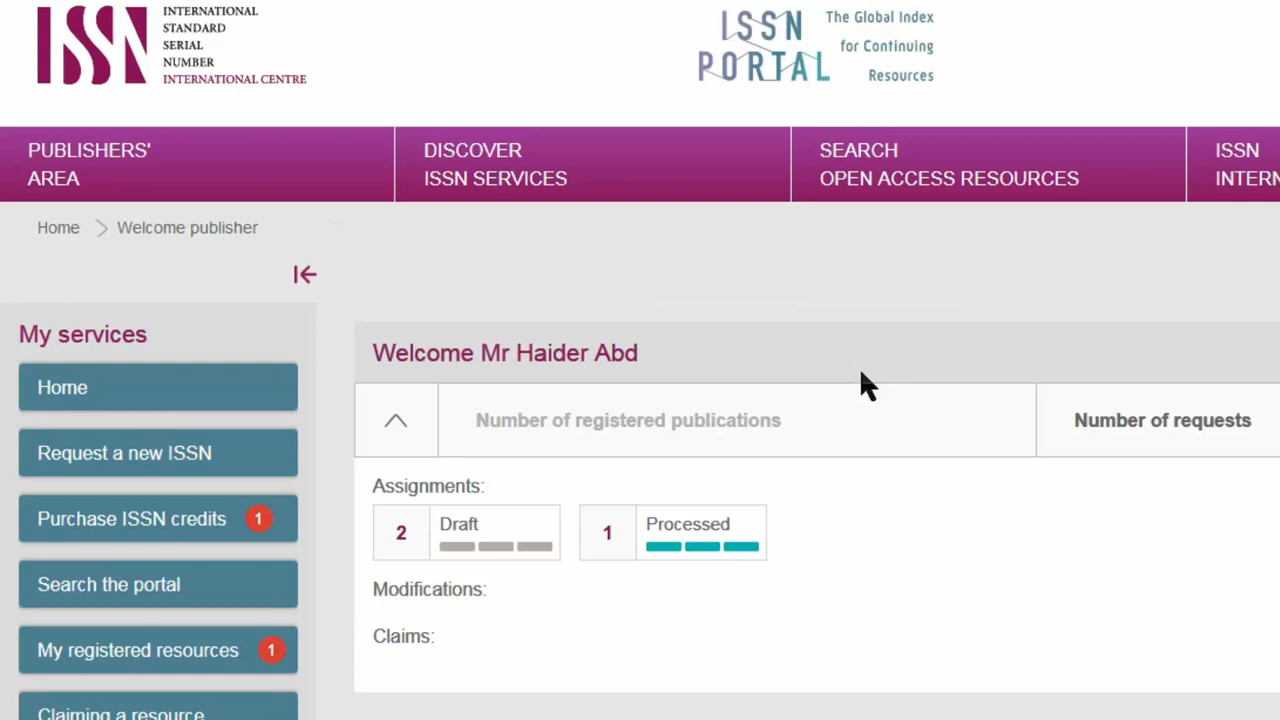 ISSN
INTERNATIONAL
STANDARD
SERIAL
NUMBER
INTERNATIONAL CENTRE
ISSN
PORTAL
The Global Index
for Continuing
Resources
PUBLISHERS'
AREA
DISCOVER
ISSN SERVICES
SEARCH
OPEN ACCESS RESOURCES
ISSN
INTERN
Home
Welcome publisher
My services
Home
Request a new ISSN
Purchase ISSN credits 1
Search the portal
My registered resources 1
Claiming a resource
Welcome Mr Haider Abd
Number of registered publications
Number of requests
Assignments:
2 Draft
1 Processed
Modifications:
Claims: